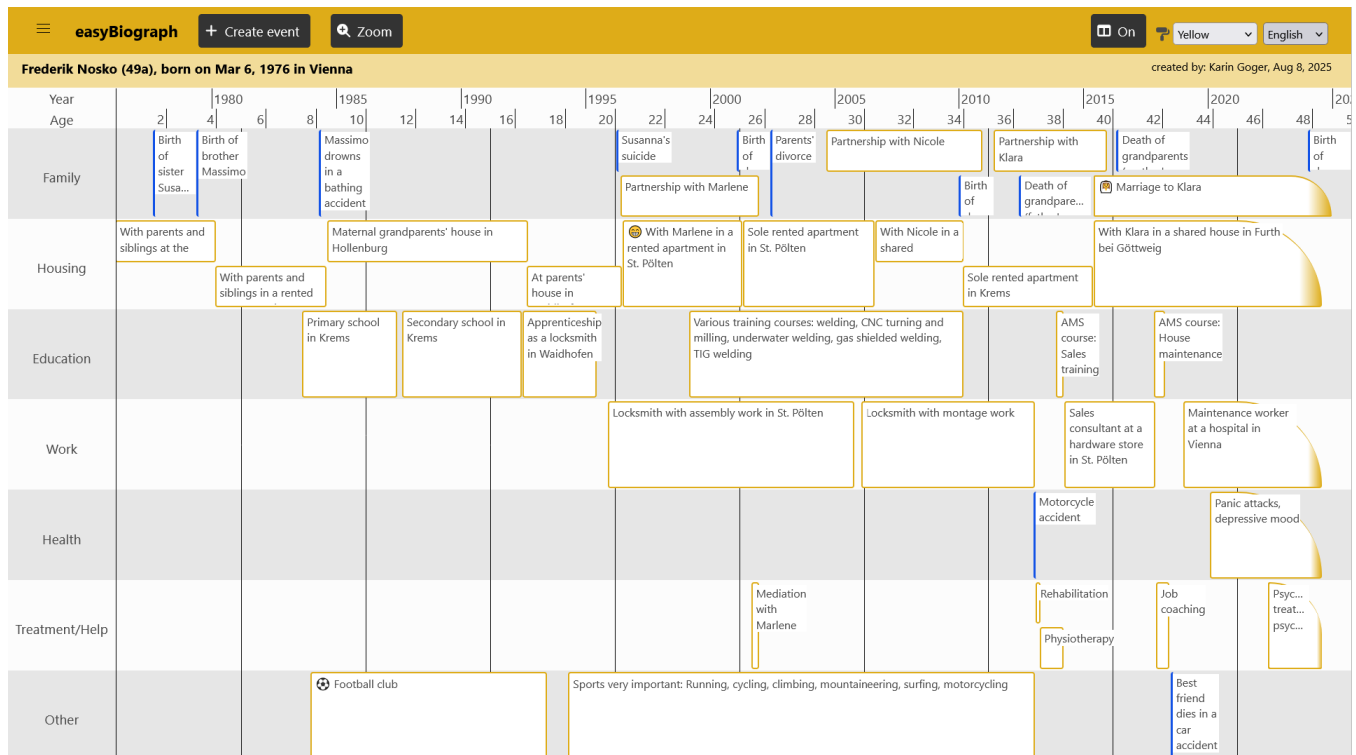 easyBiograph
+ Create event
Zoom
On
Yellow
English
Frederik Nosko (49a), born on Mar 6, 1976 in Vienna
created by: Karin Goger, Aug 8, 2025
Year
1980
1985
1990
1995
2000
2005
2010
2015
2020
Age
2
4
6
8
10
12
14
16
18
20
22
24
26
28
30
32
34
36
38
40
42
44
46
48
Family
Birth
of
sister
Susa...
Birth of
brother
Massimo
Massimo
drowns
in a
bathing
accident
Susanna's
suicide
Partnership with Marlene
Birth
of
Parents'
divorce
Partnership with Nicole
Birth
of
Partnership with
Klara
Death of
grandpare...
Death of
grandparents
Marriage to Klara
Birth
of
Housing
With parents and
siblings at the
With parents and
siblings in a rented
Maternal grandparents' house in
Hollenburg
At parents'
house in
With Marlene in a
rented apartment in
St. Pölten
Sole rented apartment
in St. Pölten
With Nicole in a
shared
Sole rented apartment
in Krems
With Klara in a shared house in Furth
bei Göttweig
Education
Primary school
in Krems
Secondary school in
Krems
Apprenticeship
as a locksmith
in Waidhofen
Various training courses: welding, CNC turning and
milling, underwater welding, gas shielded welding,
TIG welding
AMS
course:
Sales
training
AMS course:
House
maintenance
Work
Locksmith with assembly work in St. Pölten
Locksmith with montage work
Sales
consultant at a
hardware store
in St. Pölten
Maintenance worker
at a hospital in
Vienna
Health
Motorcycle
accident
Panic attacks,
depressive mood
Treatment/Help
Mediation
with
Marlene
Rehabilitation
Physiotherapy
Job
coaching
Psyc...
treat...
psyc...
Other
Football club
Sports very important: Running, cycling, climbing, mountaineering, surfing, motorcycling
Best
friend
dies in a
car
accident